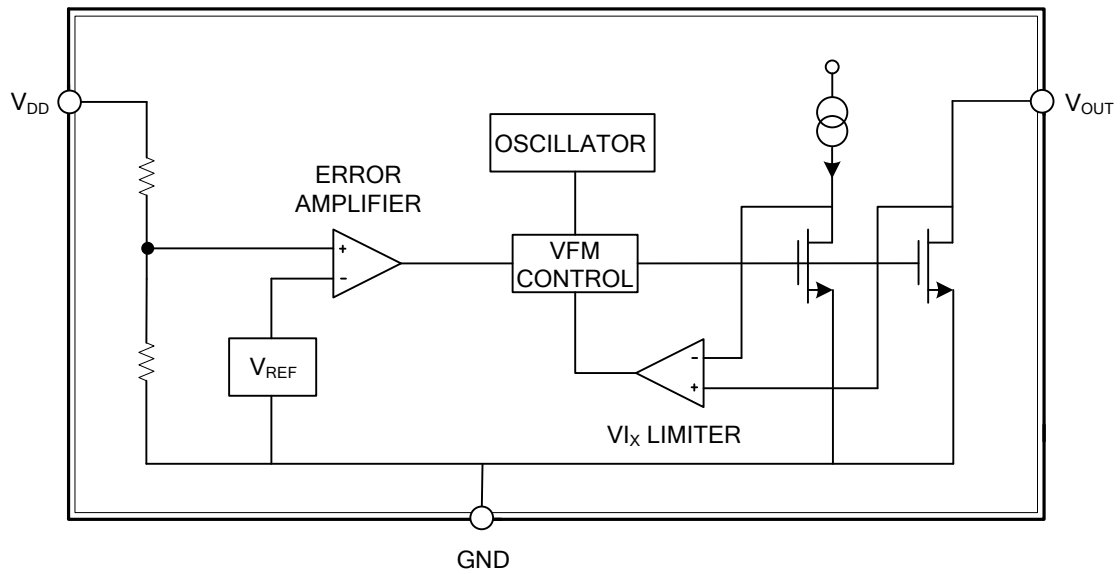 V_DD
V_OUT
OSCILLATOR
ERROR
AMPLIFIER
+
-
VFM
CONTROL
V_REF
-
+
VI_X LIMITER
GND